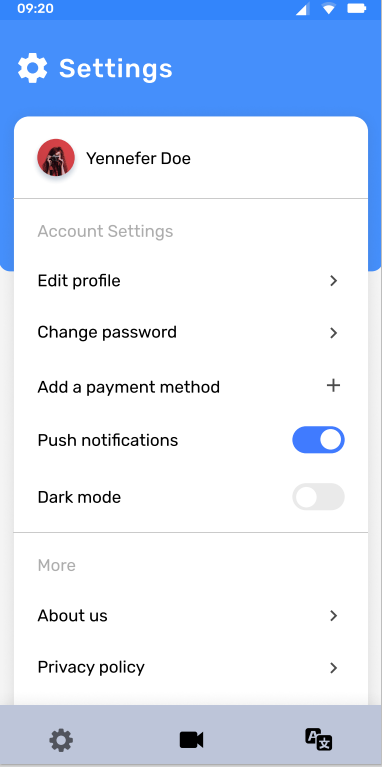 09:20
Settings
Yennefer Doe
Account Settings
Edit profile
Change password
Add a payment method
Push notifications
Dark mode
More
About us
Privacy policy
A